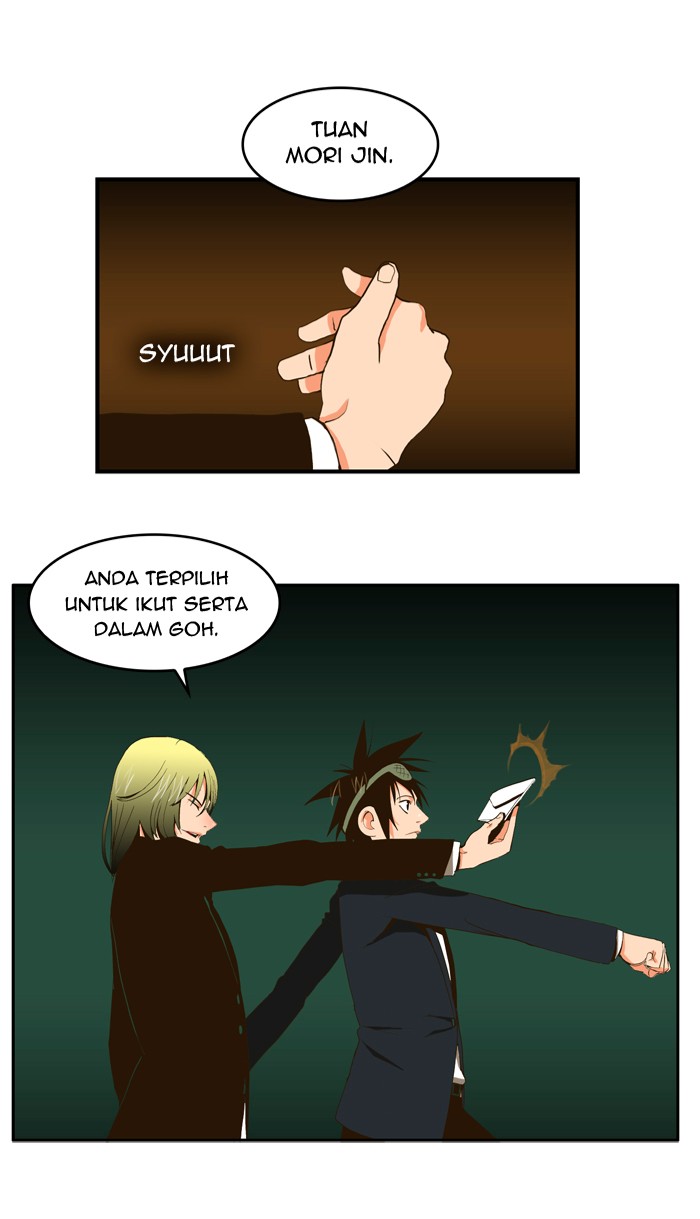 TUAN
MORI JIN.
SYUUUT
ANDA TERPILIH
UNTUK IKUT SERTA
DALAM GOH.